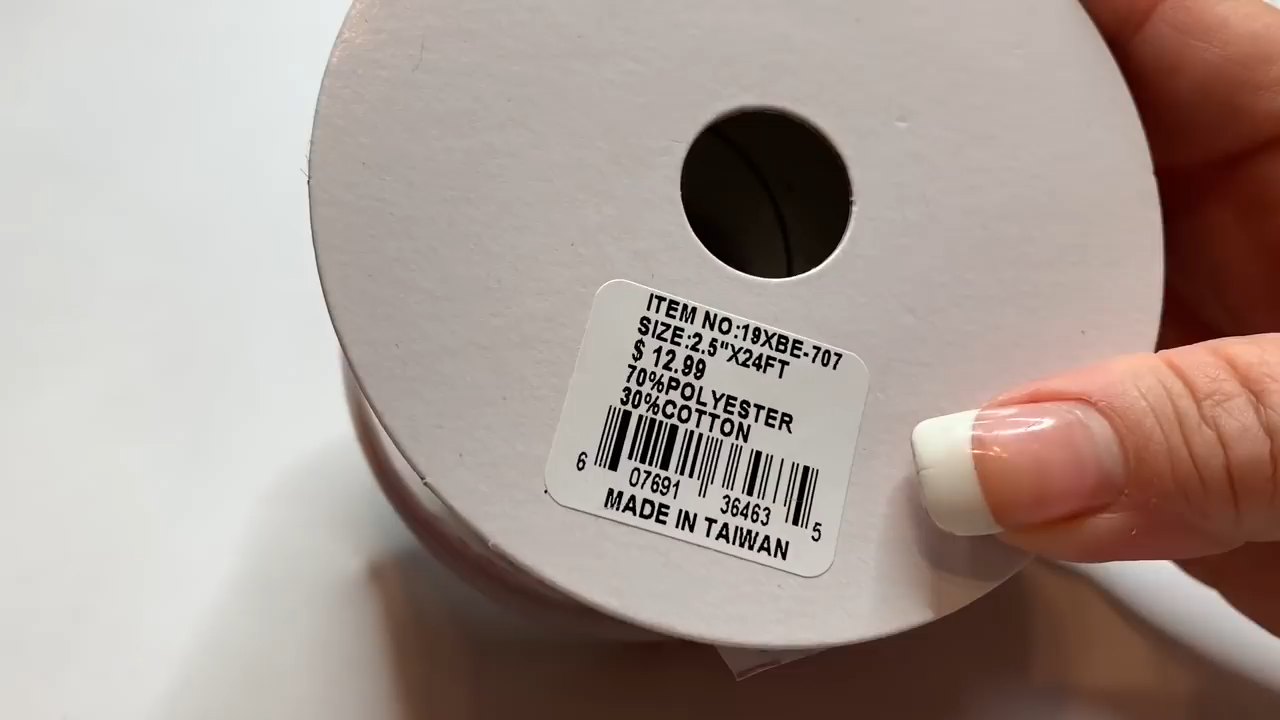 ITEM NO:19XBE-707
SIZE:2.5"X24FT
$ 12.99
70%POLYESTER
30%COTTON
6 07691 36463 5
MADE IN TAIWAN